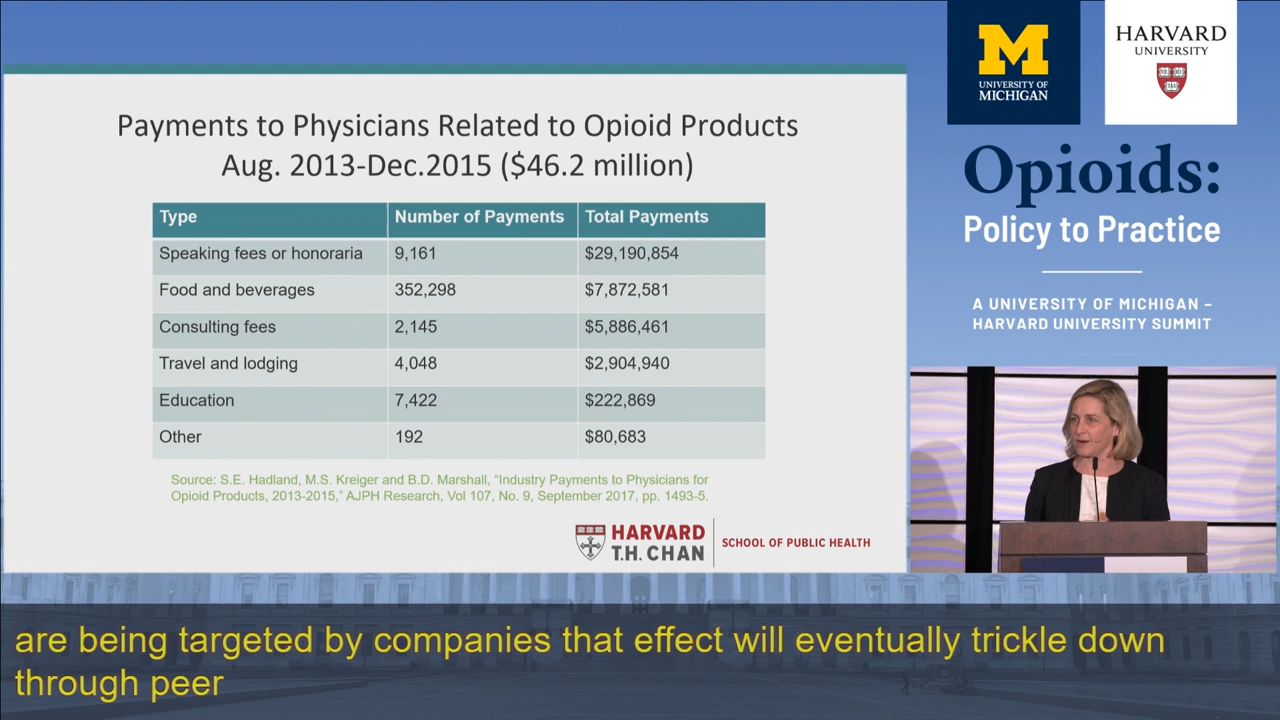 Payments to Physicians Related to Opioid Products
Aug. 2013-Dec.2015 ($46.2 million)
Type Number of Payments Total Payments
Speaking fees or honoraria 9,161 $29,190,854
Food and beverages 352,298 $7,872,581
Consulting fees 2,145 $5,886,461
Travel and lodging 4,048 $2,904,940
Education 7,422 $222,869
Other 192 $80,683
Source: S.E. Hadland, M.S. Kreiger and B.D. Marshall, “Industry Payments to Physicians for
Opioid Products, 2013-2015,” AJPH Research, Vol 107, No. 9, September 2017, pp. 1493-5.
HARVARD
T.H. CHAN
SCHOOL OF PUBLIC HEALTH
M
UNIVERSITY OF
MICHIGAN
HARVARD
UNIVERSITY
Opioids:
Policy to Practice
A UNIVERSITY OF MICHIGAN –
HARVARD UNIVERSITY SUMMIT
are being targeted by companies that effect will eventually trickle down
through peer